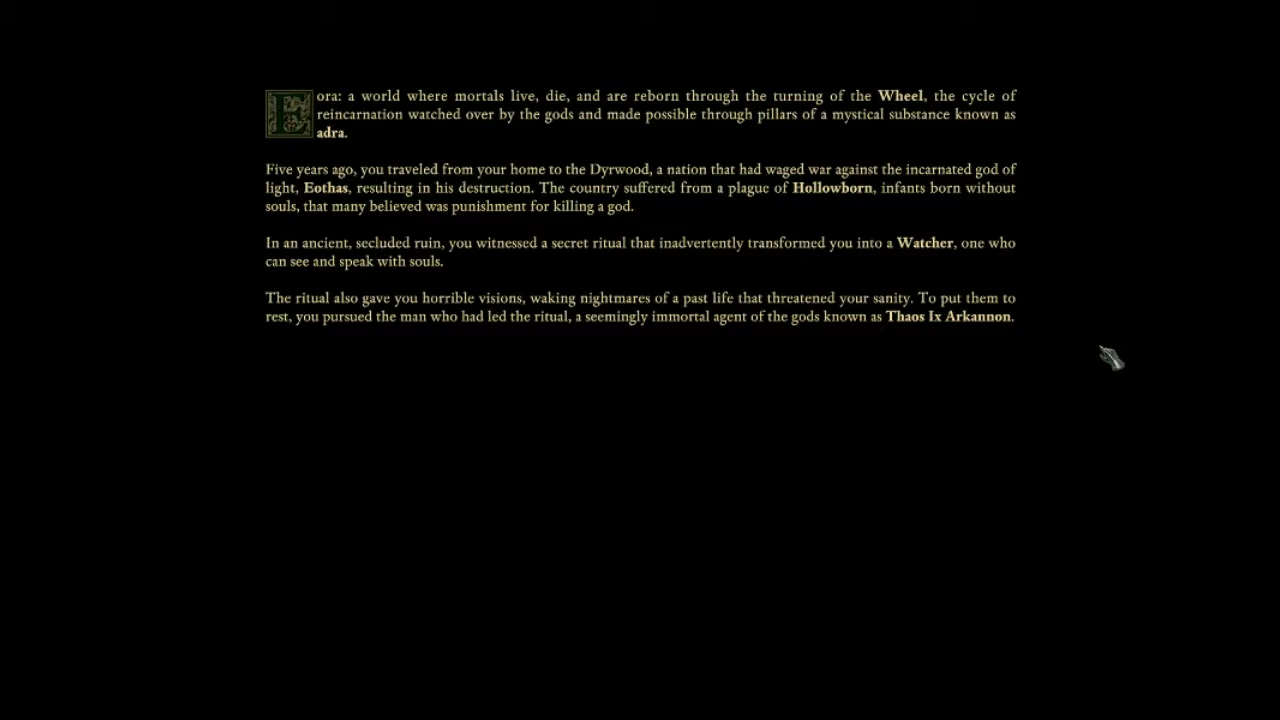 Eora: a world where mortals live, die, and are reborn through the turning of the Wheel, the cycle of
reincarnation watched over by the gods and made possible through pillars of a mystical substance known as
adra.
Five years ago, you traveled from your home to the Dyrwood, a nation that had waged war against the incarnated god of
light, Eothas, resulting in his destruction. The country suffered from a plague of Hollowborn, infants born without
souls, that many believed was punishment for killing a god.
In an ancient, secluded ruin, you witnessed a secret ritual that inadvertently transformed you into a Watcher, one who
can see and speak with souls.
The ritual also gave you horrible visions, waking nightmares of a past life that threatened your sanity. To put them to
rest, you pursued the man who had led the ritual, a seemingly immortal agent of the gods known as Thaos Ix Arkannon.